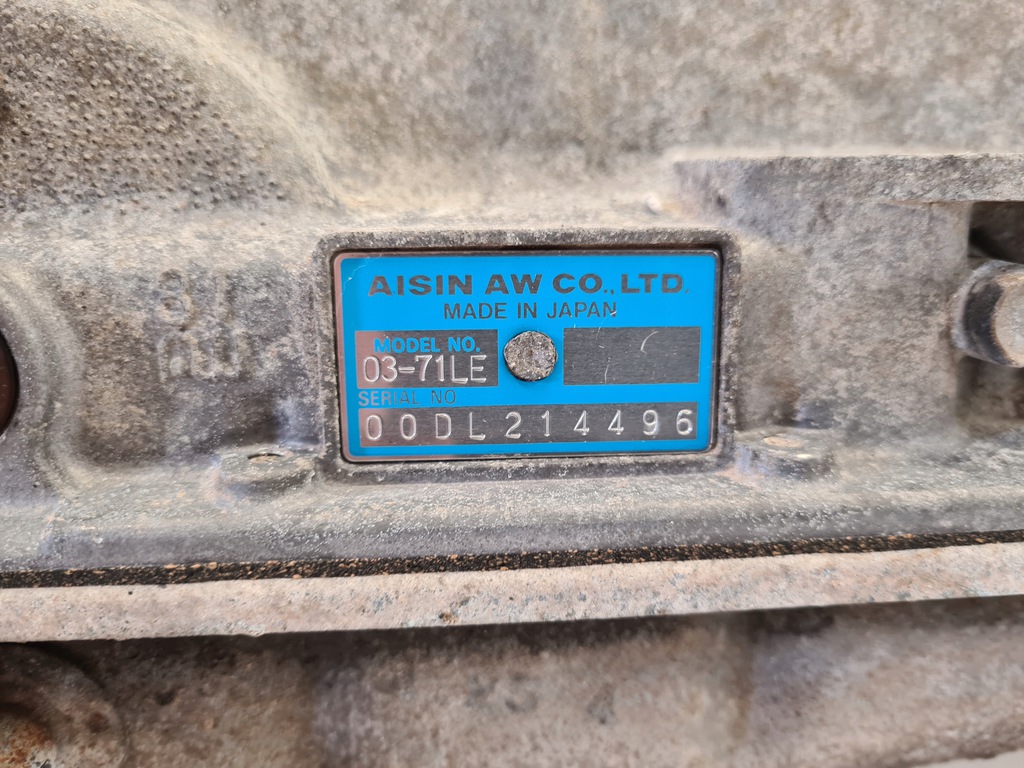 AISIN AW CO.,LTD.
MADE IN JAPAN
MODEL NO.
03-71LE
SERIAL NO
00DL214496